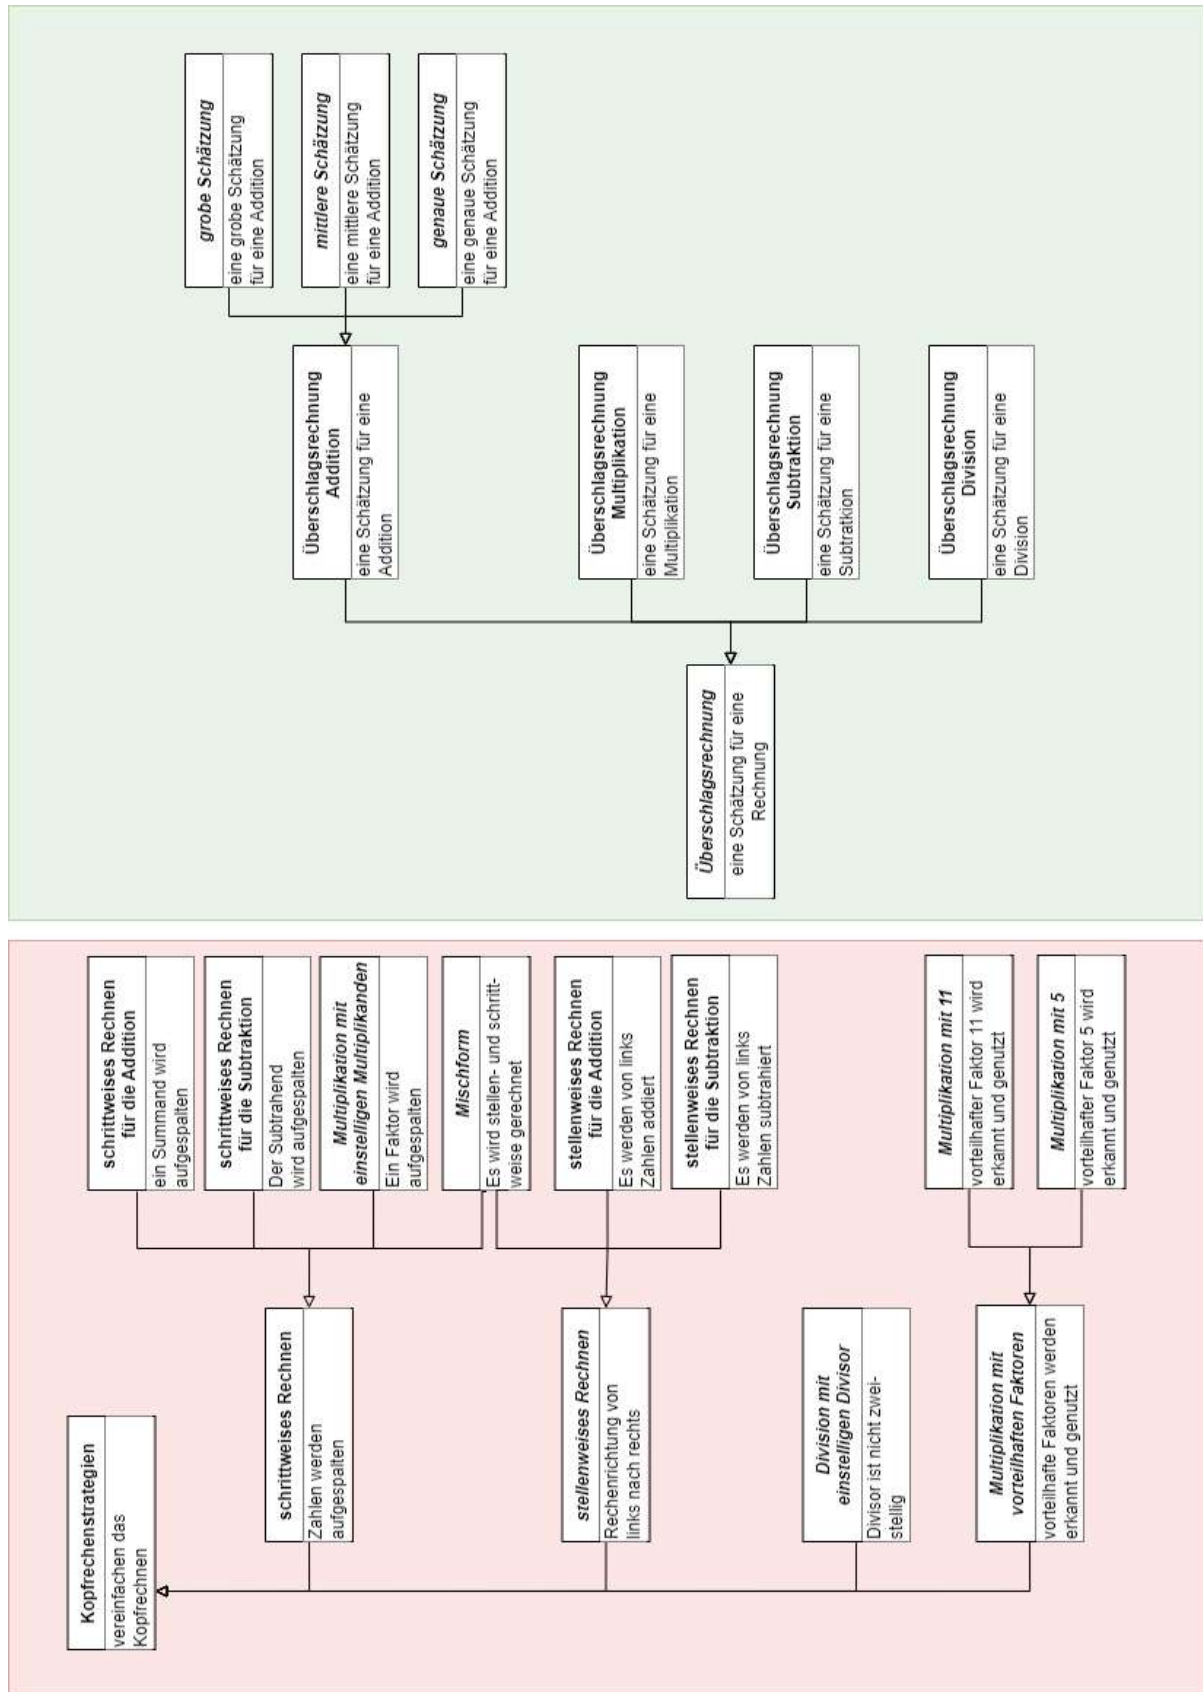 Kopfrechenstrategien
vereinfachen das
Kopfrechnen
schrittweises Rechnen
Zahlen werden
aufgespalten
stellenweises Rechnen
Rechenrichtung von
links nach rechts
Division mit
einstelligen Divisor
Divisor ist nicht zwei-
stellig
Multiplikation mit
vorteilhaften Faktoren
vorteilhafte Faktoren werden
erkannt und genutzt
schrittweises Rechnen
für die Addition
ein Summand wird
aufgespalten
schrittweises Rechnen
für die Subtraktion
Der Subtrahend
wird aufgespalten
Multiplikation mit
einstelligen Multiplikanden
Ein Faktor wird
aufgespalten
Mischform
Es wird stellen- und schritt-
weise gerechnet
stellenweises Rechnen
für die Addition
Es werden von links
Zahlen addiert
stellenweises Rechnen
für die Subtraktion
Es werden von links
Zahlen subtrahiert
Multiplikation mit 11
vorteilhafter Faktor 11 wird
erkannt und genutzt
Multiplikation mit 5
vorteilhafter Faktor 5 wird
erkannt und genutzt
Überschlagsrechnung
eine Schätzung für eine
Rechnung
Überschlagsrechnung
Addition
eine Schätzung für eine
Addition
Überschlagsrechnung
Multiplikation
eine Schätzung für eine
Multiplikation
Überschlagsrechnung
Subtraktion
eine Schätzung für eine
Subtratkion
Überschlagsrechnung
Division
eine Schätzung für eine
Division
grobe Schätzung
eine grobe Schätzung
für eine Addition
mittlere Schätzung
eine mittlere Schätzung
für eine Addition
genaue Schätzung
eine genaue Schätzung
für eine Addition